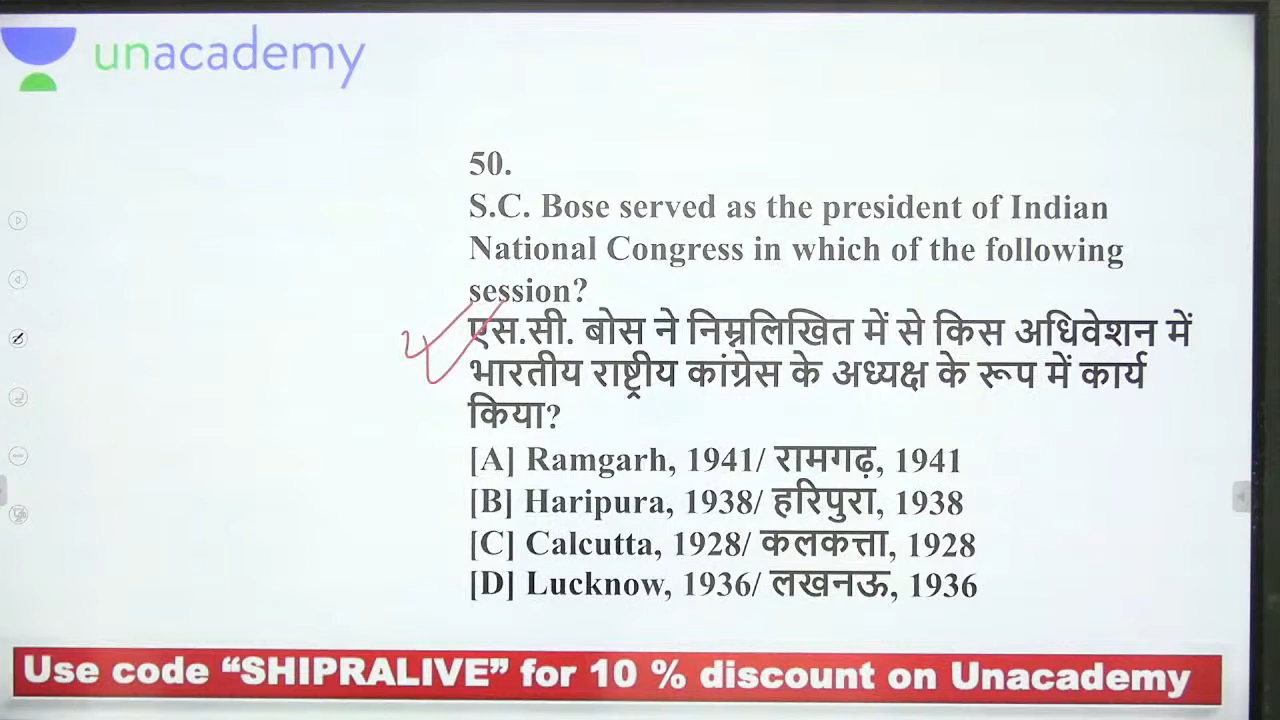 unacademy
50.
S.C. Bose served as the president of Indian
National Congress in which of the following
session?
एस.सी. बोस ने निम्नलिखित में से किस अधिवेशन में
भारतीय राष्ट्रीय कांग्रेस के अध्यक्ष के रूप में कार्य
किया?
[A] Ramgarh, 1941/ रामगढ़, 1941
[B] Haripura, 1938/ हरिपुरा, 1938
[C] Calcutta, 1928/ कलकत्ता, 1928
[D] Lucknow, 1936/ लखनऊ, 1936
Use code “SHIPRALIVE” for 10 % discount on Unacademy